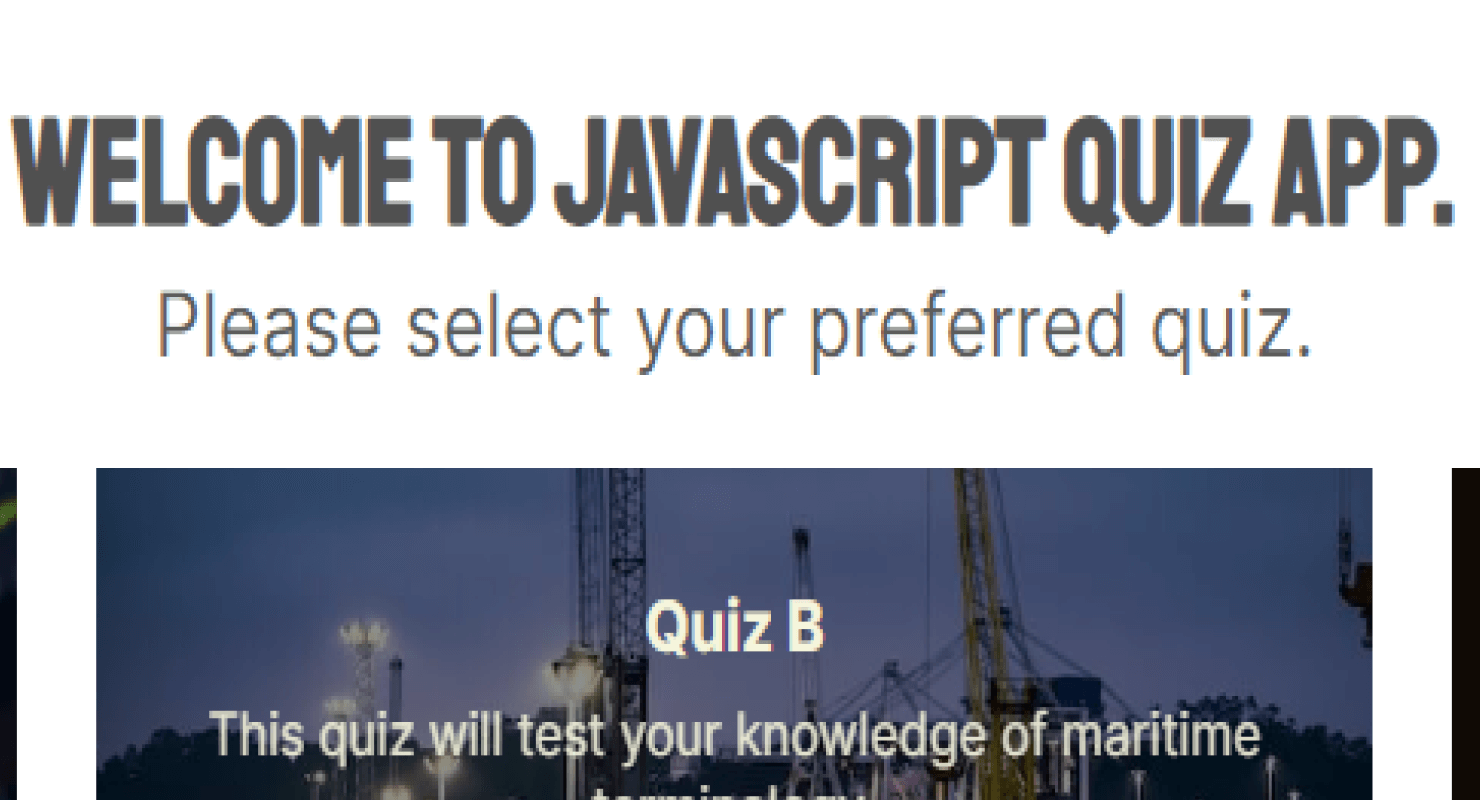 WELCOME TO JAVASCRIPT QUIZ APP.
Please select your preferred quiz.
Quiz B
This quiz will test your knowledge of maritime
terminology